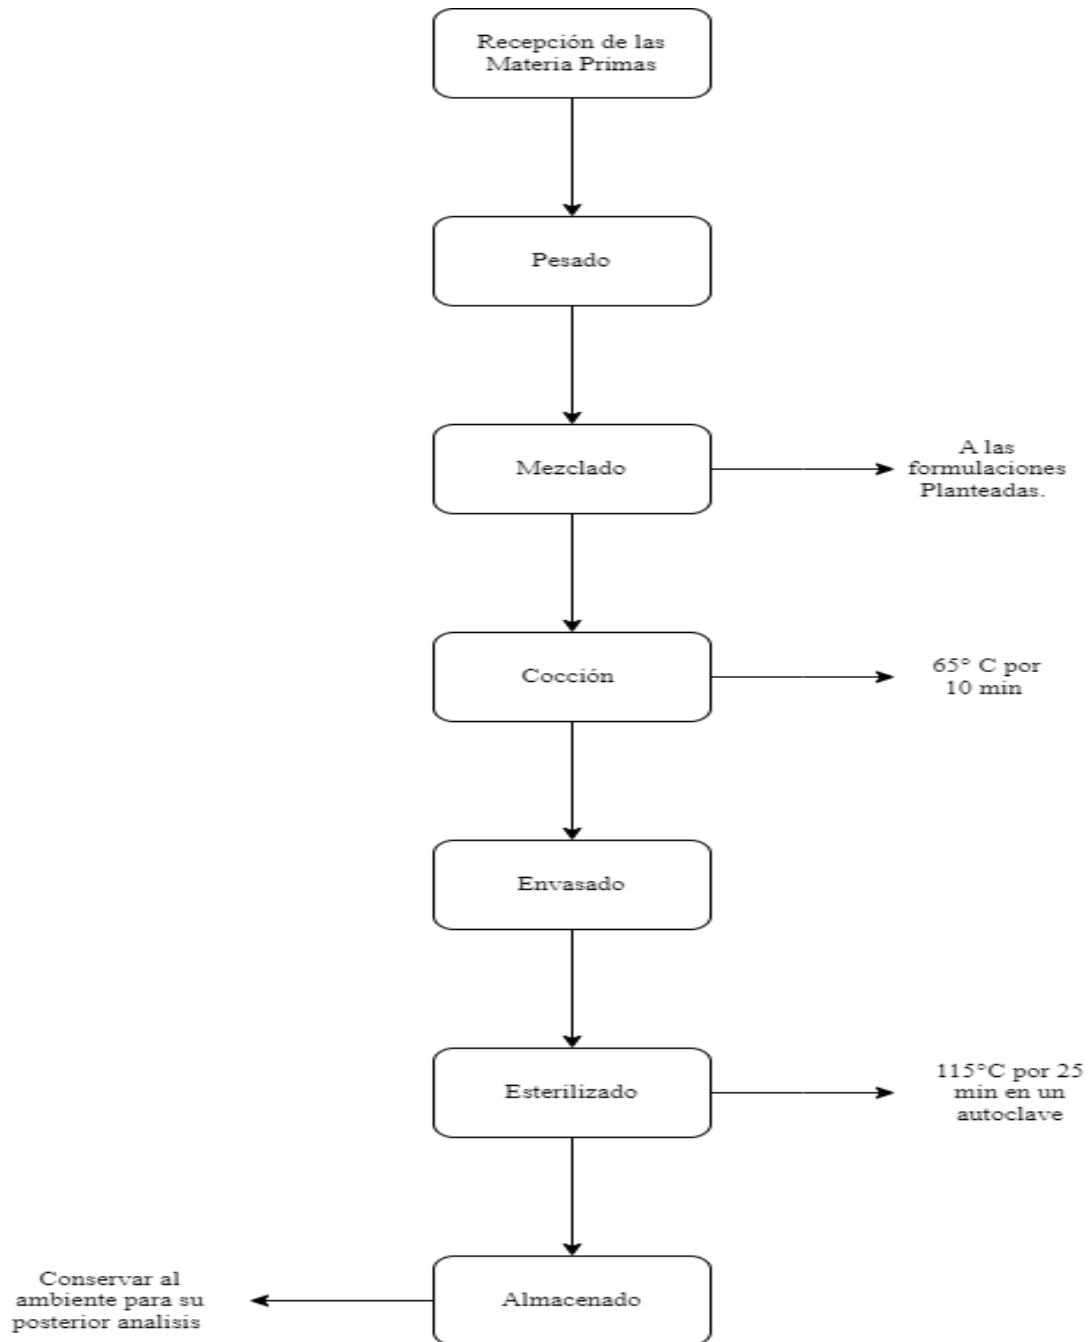 Recepción de las
Materia Primas
Pesado
Mezclado
A las
formulaciones
Planteadas.
Cocción
65° C por
10 min
Envasado
Esterilizado
115°C por 25
min en un
autoclave
Almacenado
Conservar al
ambiente para su
posterior analisis